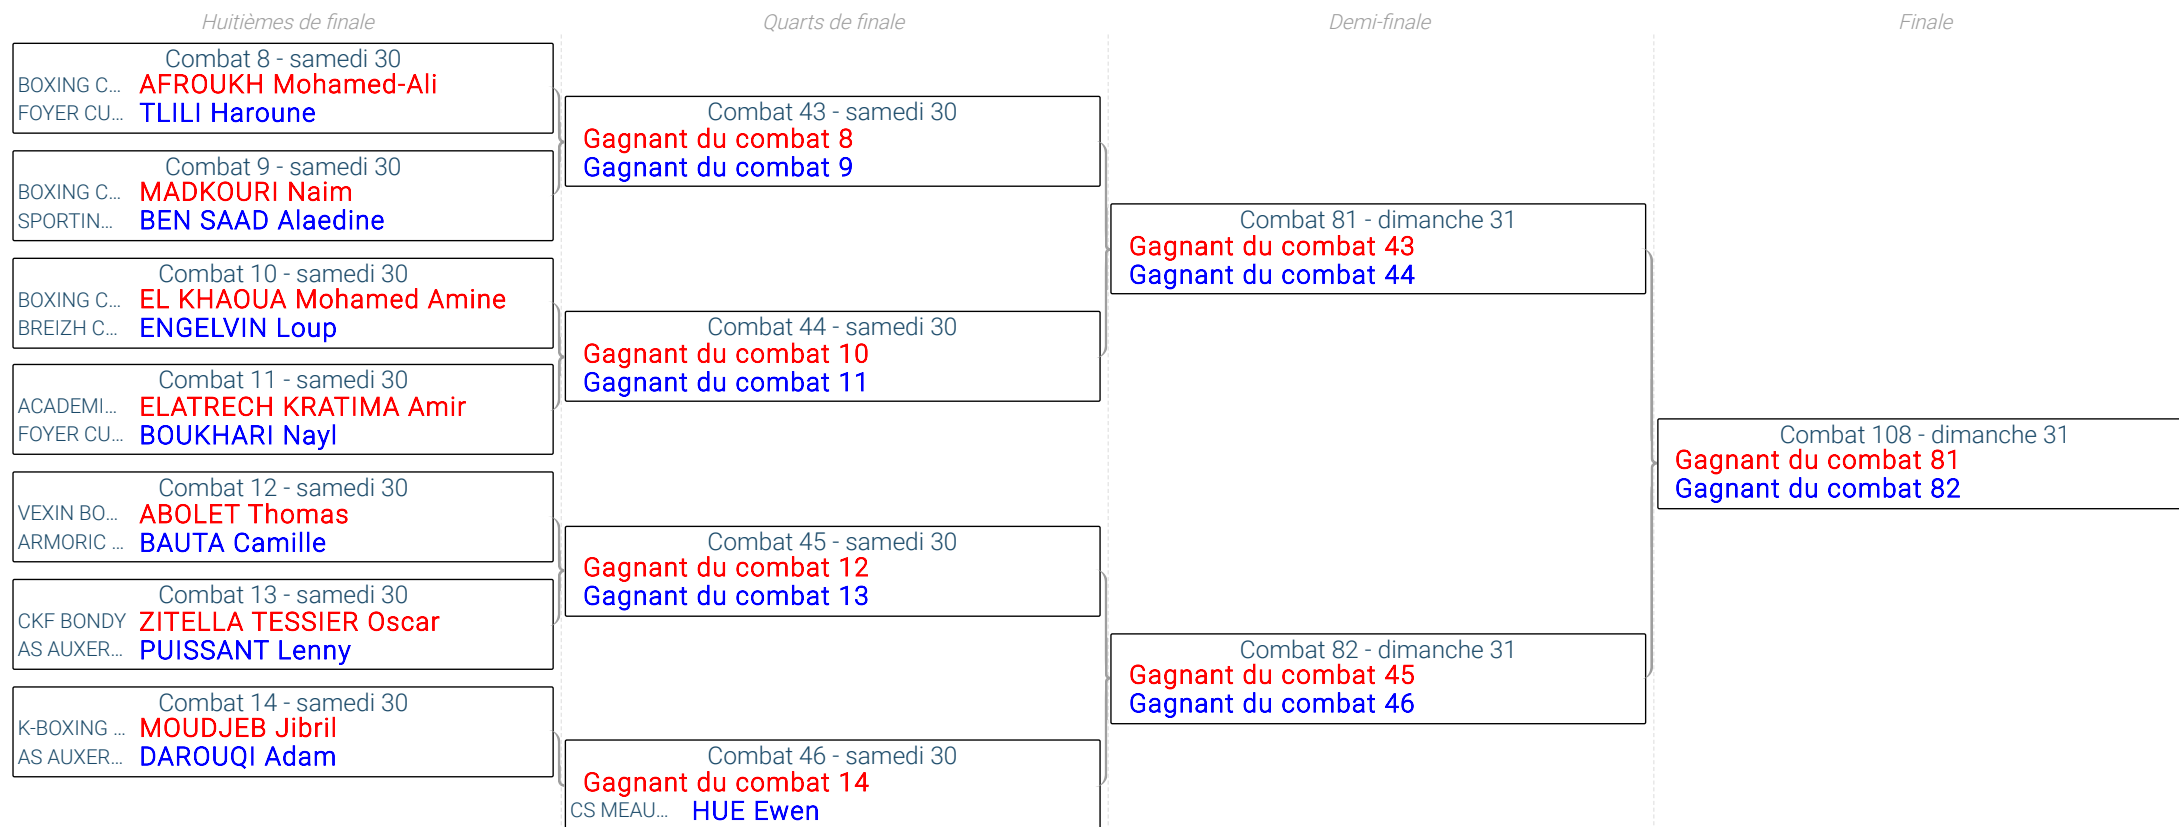 Huitièmes de finale
Quarts de finale
Demi-finale
Finale
Combat 8 - samedi 30
BOXING C... AFROUKH Mohamed-Ali
FOYER CU... TLILI Haroune
Combat 9 - samedi 30
BOXING C... MADKOURI Naim
SPORTIN... BEN SAAD Alaedine
Combat 10 - samedi 30
BOXING C... EL KHAOUA Mohamed Amine
BREIZH C... ENGELVIN Loup
Combat 11 - samedi 30
ACADEMI... ELATRECH KRATIMA Amir
FOYER CU... BOUKHARI Nayl
Combat 12 - samedi 30
VEXIN BO... ABOLET Thomas
ARMORIC ... BAUTA Camille
Combat 13 - samedi 30
CKF BONDY ZITELLA TESSIER Oscar
AS AUXER... PUISSANT Lenny
Combat 14 - samedi 30
K-BOXING ... MOUDJEB Jibril
AS AUXER... DAROUQI Adam
Combat 43 - samedi 30
Gagnant du combat 8
Gagnant du combat 9
Combat 44 - samedi 30
Gagnant du combat 10
Gagnant du combat 11
Combat 45 - samedi 30
Gagnant du combat 12
Gagnant du combat 13
Combat 46 - samedi 30
Gagnant du combat 14
CS MEAU... HUE Ewen
Combat 81 - dimanche 31
Gagnant du combat 43
Gagnant du combat 44
Combat 82 - dimanche 31
Gagnant du combat 45
Gagnant du combat 46
Combat 108 - dimanche 31
Gagnant du combat 81
Gagnant du combat 82